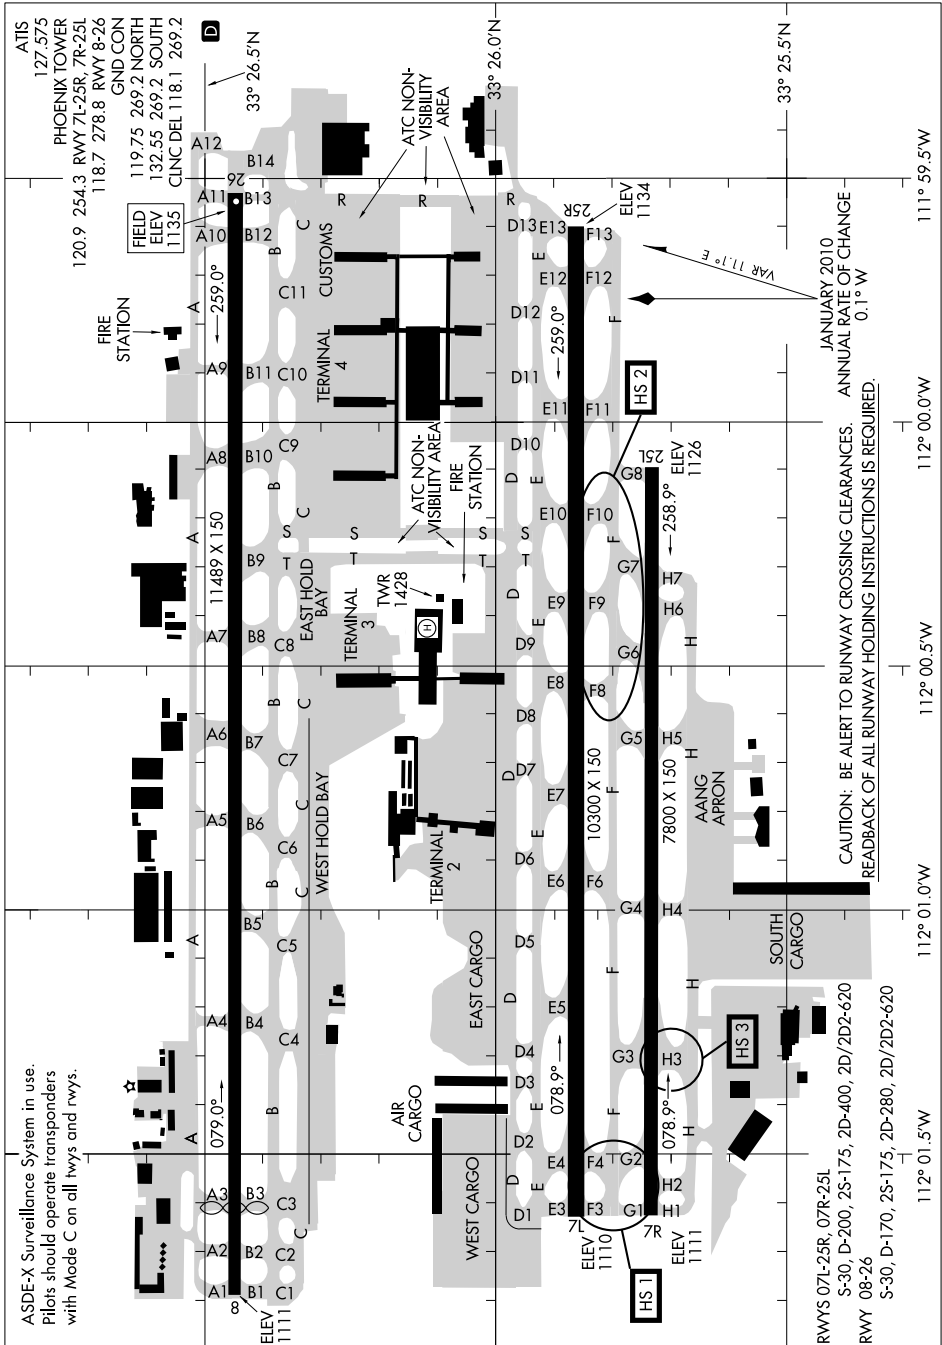 ATIS
127.575
PHOENIX TOWER
120.9 254.3 RWY 7L-25R, 7R-25L
118.7 278.8 RWY 8-26
GND CON
119.75 269.2 NORTH
132.55 269.2 SOUTH
CLNC DEL 118.1 269.2
D
33° 26.5'N
33° 26.0'N
33° 25.5'N
FIELD
ELEV
1135
ASDE-X Surveillance System in use.
Pilots should operate transponders
with Mode C on all twys and rwys.
FIRE
STATION
A12
A11
A10
A
A9
A8
A
A7
A6
A5
A
A4
A
A3
A2
A1
26
259.0°
11489 X 150
079.0°
8
ELEV
1111
B14
B13
B12
B
B11
B10
B
B9
B8
B
B7
B6
B
B5
B4
B
B3
B2
B1
C
C11
C10
C9
C
S
T
C8
C
C7
C
C6
C
C5
C4
C3
C
C2
C1
EAST HOLD
BAY
WEST HOLD BAY
CUSTOMS
TERMINAL
4
R
R
R
ATC NON-
VISIBILITY
AREA
ATC NON-
VISIBILITY AREA
FIRE
STATION
S
T
S
T
S
T
TERMINAL
3
TWR
1428
H
TERMINAL
2
AIR
CARGO
EAST CARGO
WEST CARGO
D13
D12
D11
D10
D
D
D9
D8
D
D7
D6
D5
D
D4
D3
D2
D
D1
E13
E
E12
E11
E
E10
E9
E
E8
E7
E
E6
E5
E
E4
E
E3
25R
ELEV
1134
259.0°
10300 X 150
078.9°
7L
ELEV
1110
F13
F12
F
F11
F10
F
F9
F8
F
F6
F
F
F4
F3
HS 2
G8
G7
G6
G5
G4
G3
G2
G1
25L
ELEV
1126
258.9°
7800 X 150
078.9°
7R
ELEV
1111
H7
H6
H
H5
H
H4
H
H3
H
H2
H1
HS 3
HS 1
AANG
APRON
SOUTH
CARGO
VAR 11.1° E
JANUARY 2010
ANNUAL RATE OF CHANGE
0.1° W
CAUTION: BE ALERT TO RUNWAY CROSSING CLEARANCES.
READBACK OF ALL RUNWAY HOLDING INSTRUCTIONS IS REQUIRED.
RWYS 07L-25R, 07R-25L
S-30, D-200, 2S-175, 2D-400, 2D/2D2-620
RWY 08-26
S-30, D-170, 2S-175, 2D-280, 2D/2D2-620
112° 01.5'W
112° 01.0'W
112° 00.5'W
112° 00.0'W
111° 59.5'W